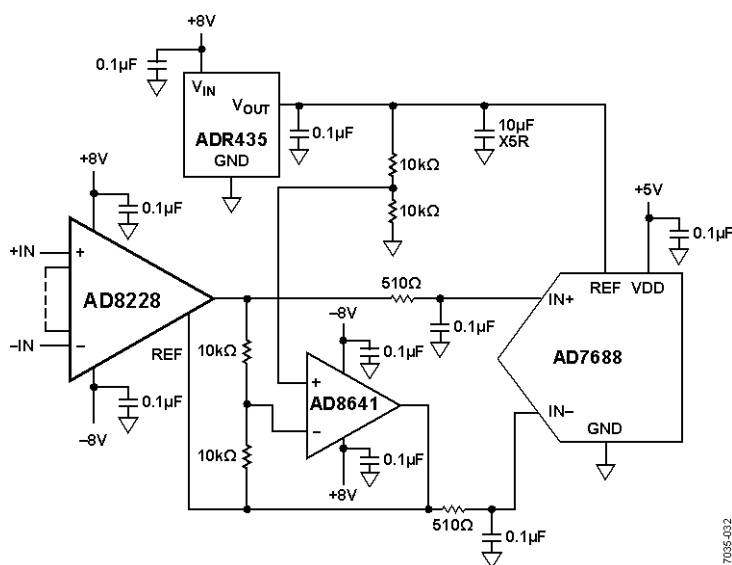 +8V
0.1µF
VIN
VOUT
ADR435
GND
0.1µF
10µF
X5R
10kΩ
10kΩ
+8V
0.1µF
+5V
0.1µF
+IN
+
AD8228
–IN
–
REF
0.1µF
–8V
510Ω
0.1µF
IN+
REF
VDD
AD7688
IN–
GND
10kΩ
10kΩ
–8V
0.1µF
+
AD8641
–
0.1µF
+8V
510Ω
0.1µF
7035-032